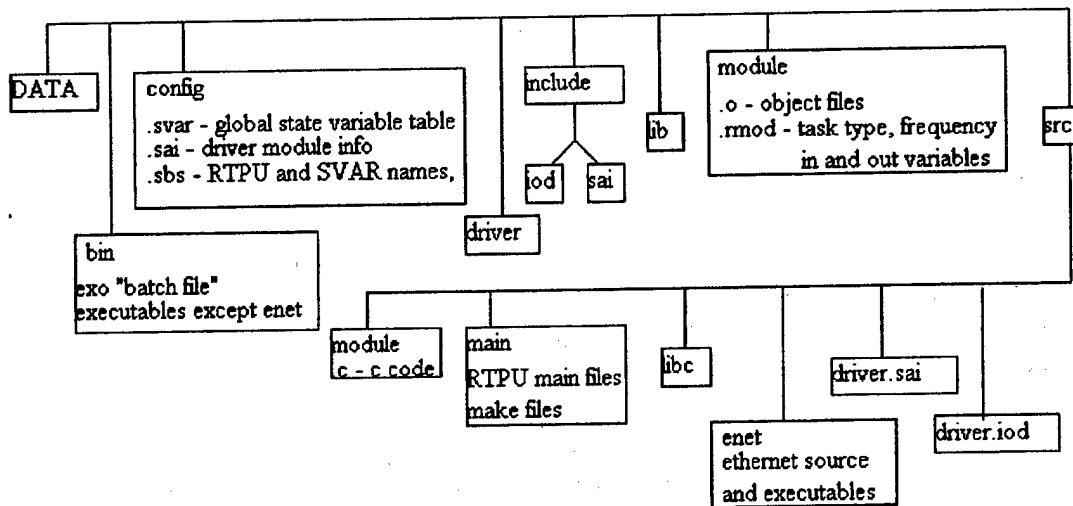 DATA
config
.svar - global state variable table
.sai - driver module info
.sbs - RTPU and SVAR names,
include
iod
sai
lib
module
.o - object files
.rmod - task type, frequency
in and out variables
src
driver
bin
exo "batch file"
executables except enet
module
.c - c code
main
RTPU main files
make files
libc
enet
ethernet source
and executables
driver.sai
driver.iod